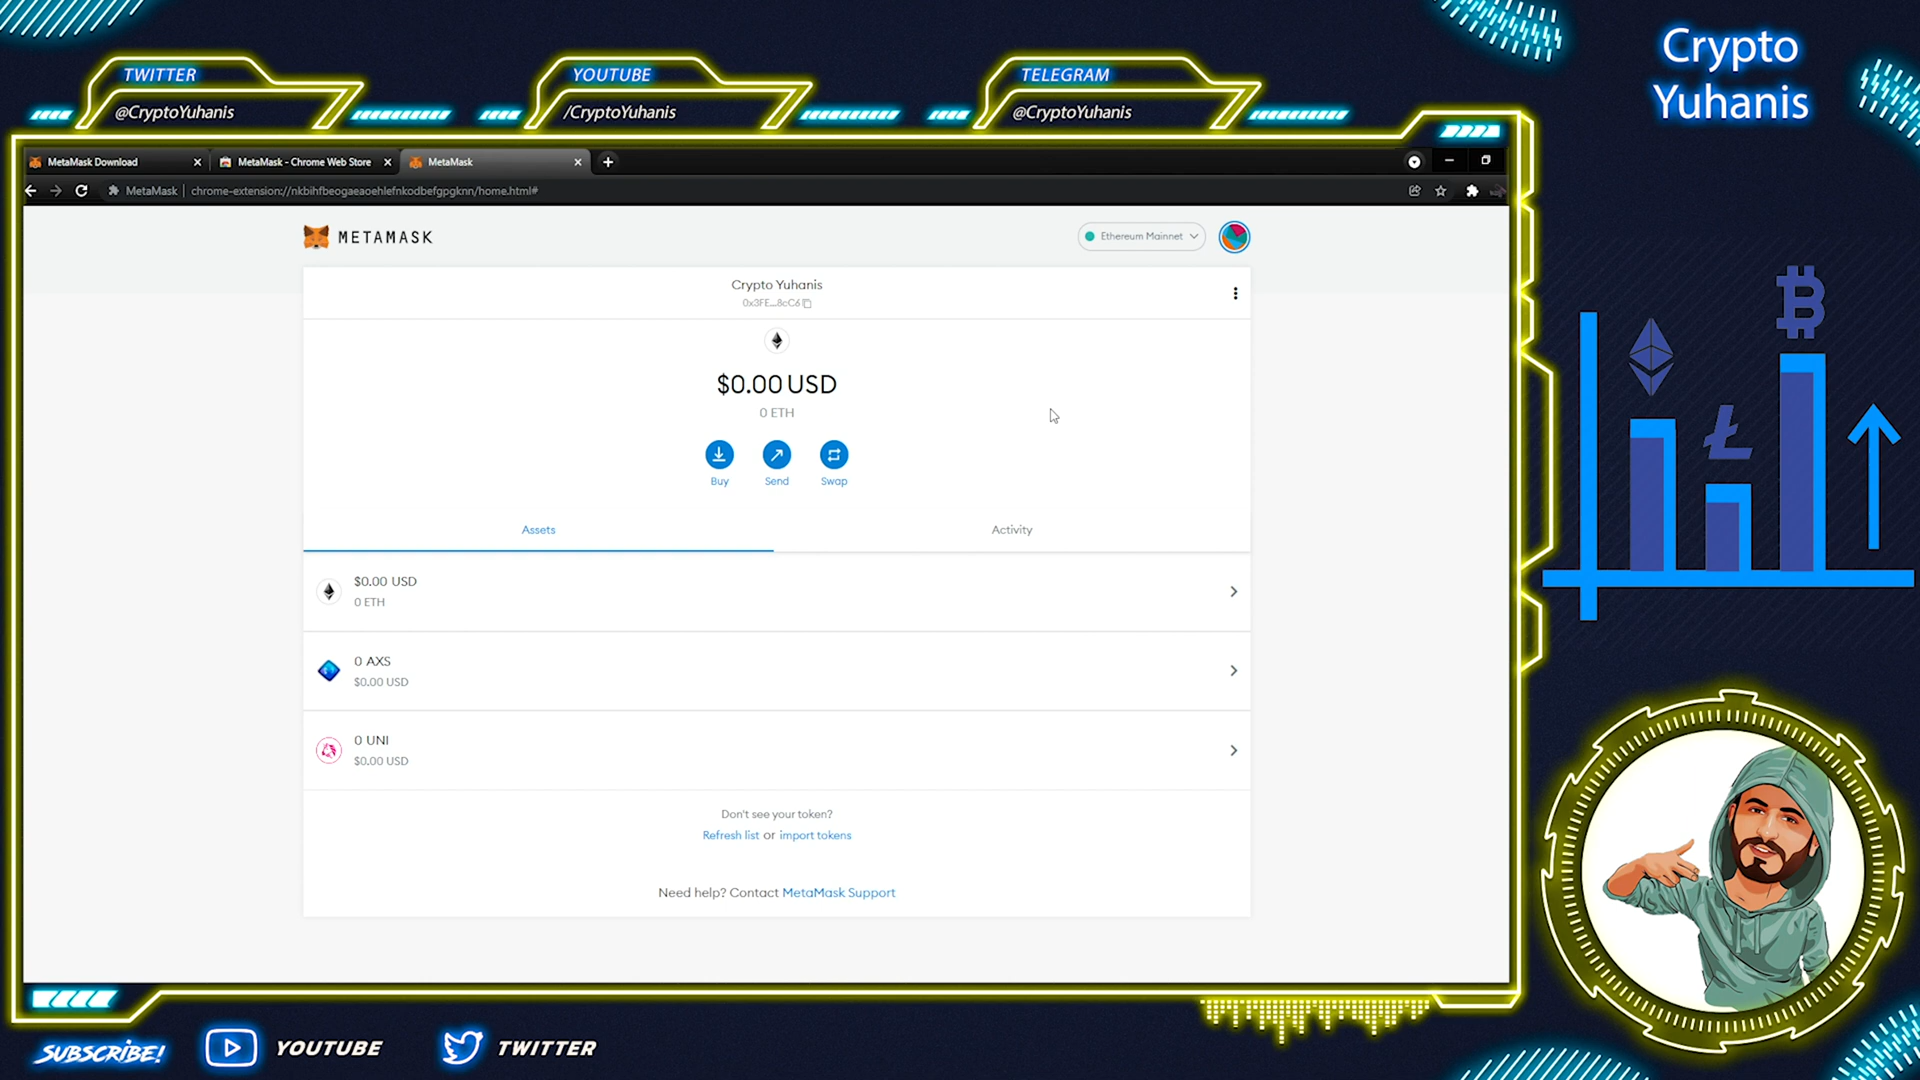 Crypto
Yuhanis
TWITTER
@CryptoYuhanis
YOUTUBE
/CryptoYuhanis
TELEGRAM
@CryptoYuhanis
MetaMask Download
MetaMask - Chrome Web Store
MetaMask
MetaMask | chrome-extension://nkbihfbeogaeaoehlefnkodbefgpgknn/home.html#
METAMASK
Ethereum Mainnet
Crypto Yuhanis
0x3FE...8cC6
$0.00 USD
0 ETH
Buy
Send
Swap
Assets
Activity
$0.00 USD
0 ETH
0 AXS
$0.00 USD
0 UNI
$0.00 USD
Don't see your token?
Refresh list or import tokens
Need help? Contact MetaMask Support
SUBSCRIBE!
YOUTUBE
TWITTER